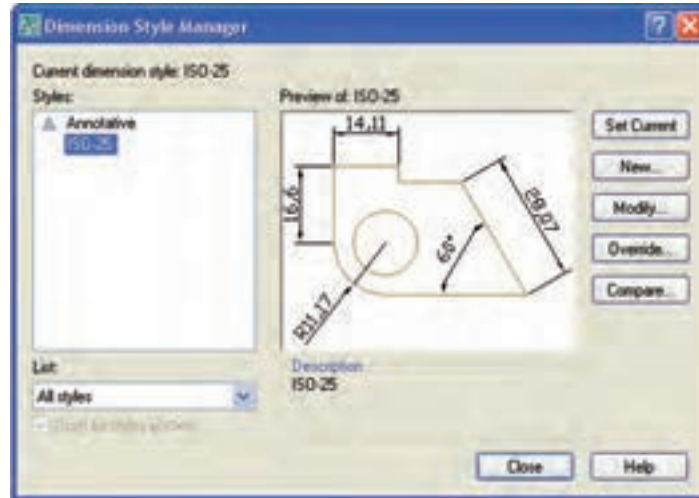 Dimension Style Manager
Current dimension style: ISO-25
Styles:
Annotative
ISO-25
List:
All styles
Preview of: ISO-25
14,11
16,6
28,07
60°
R11,17
Description
ISO-25
Set Current
New...
Modify...
Override...
Compare...
Close
Help